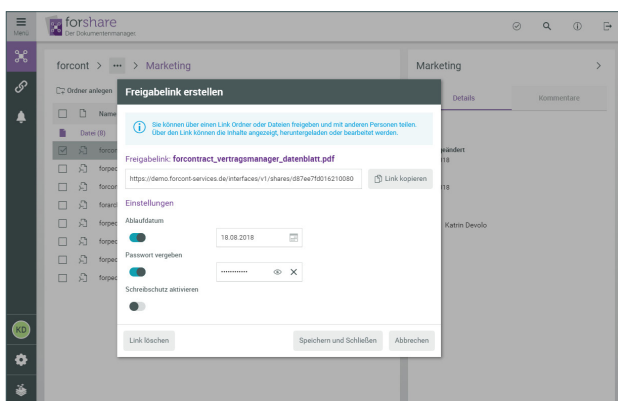 Menü
forshare
Der Dokumentenmanager.
forcont > ... > Marketing
Marketing
Ordner anlegen
Details
Kommentare
Name
Datei (8)
Freigabelink erstellen
Sie können über einen Link Ordner oder Dateien freigeben und mit anderen Personen teilen.
Über den Link können die Inhalte angezeigt, heruntergeladen oder bearbeitet werden.
Freigabelink: forcontract_vertragsmanager_datenblatt.pdf
https://demo.forcont-services.de/interfaces/v1/shares/d87ee7fd016210080
Link kopieren
Einstellungen
Ablaufdatum
18.08.2018
Passwort vergeben
Schreibschutz aktivieren
Link löschen
Speichern und Schließen
Abbrechen
Katrin Devolo
KD